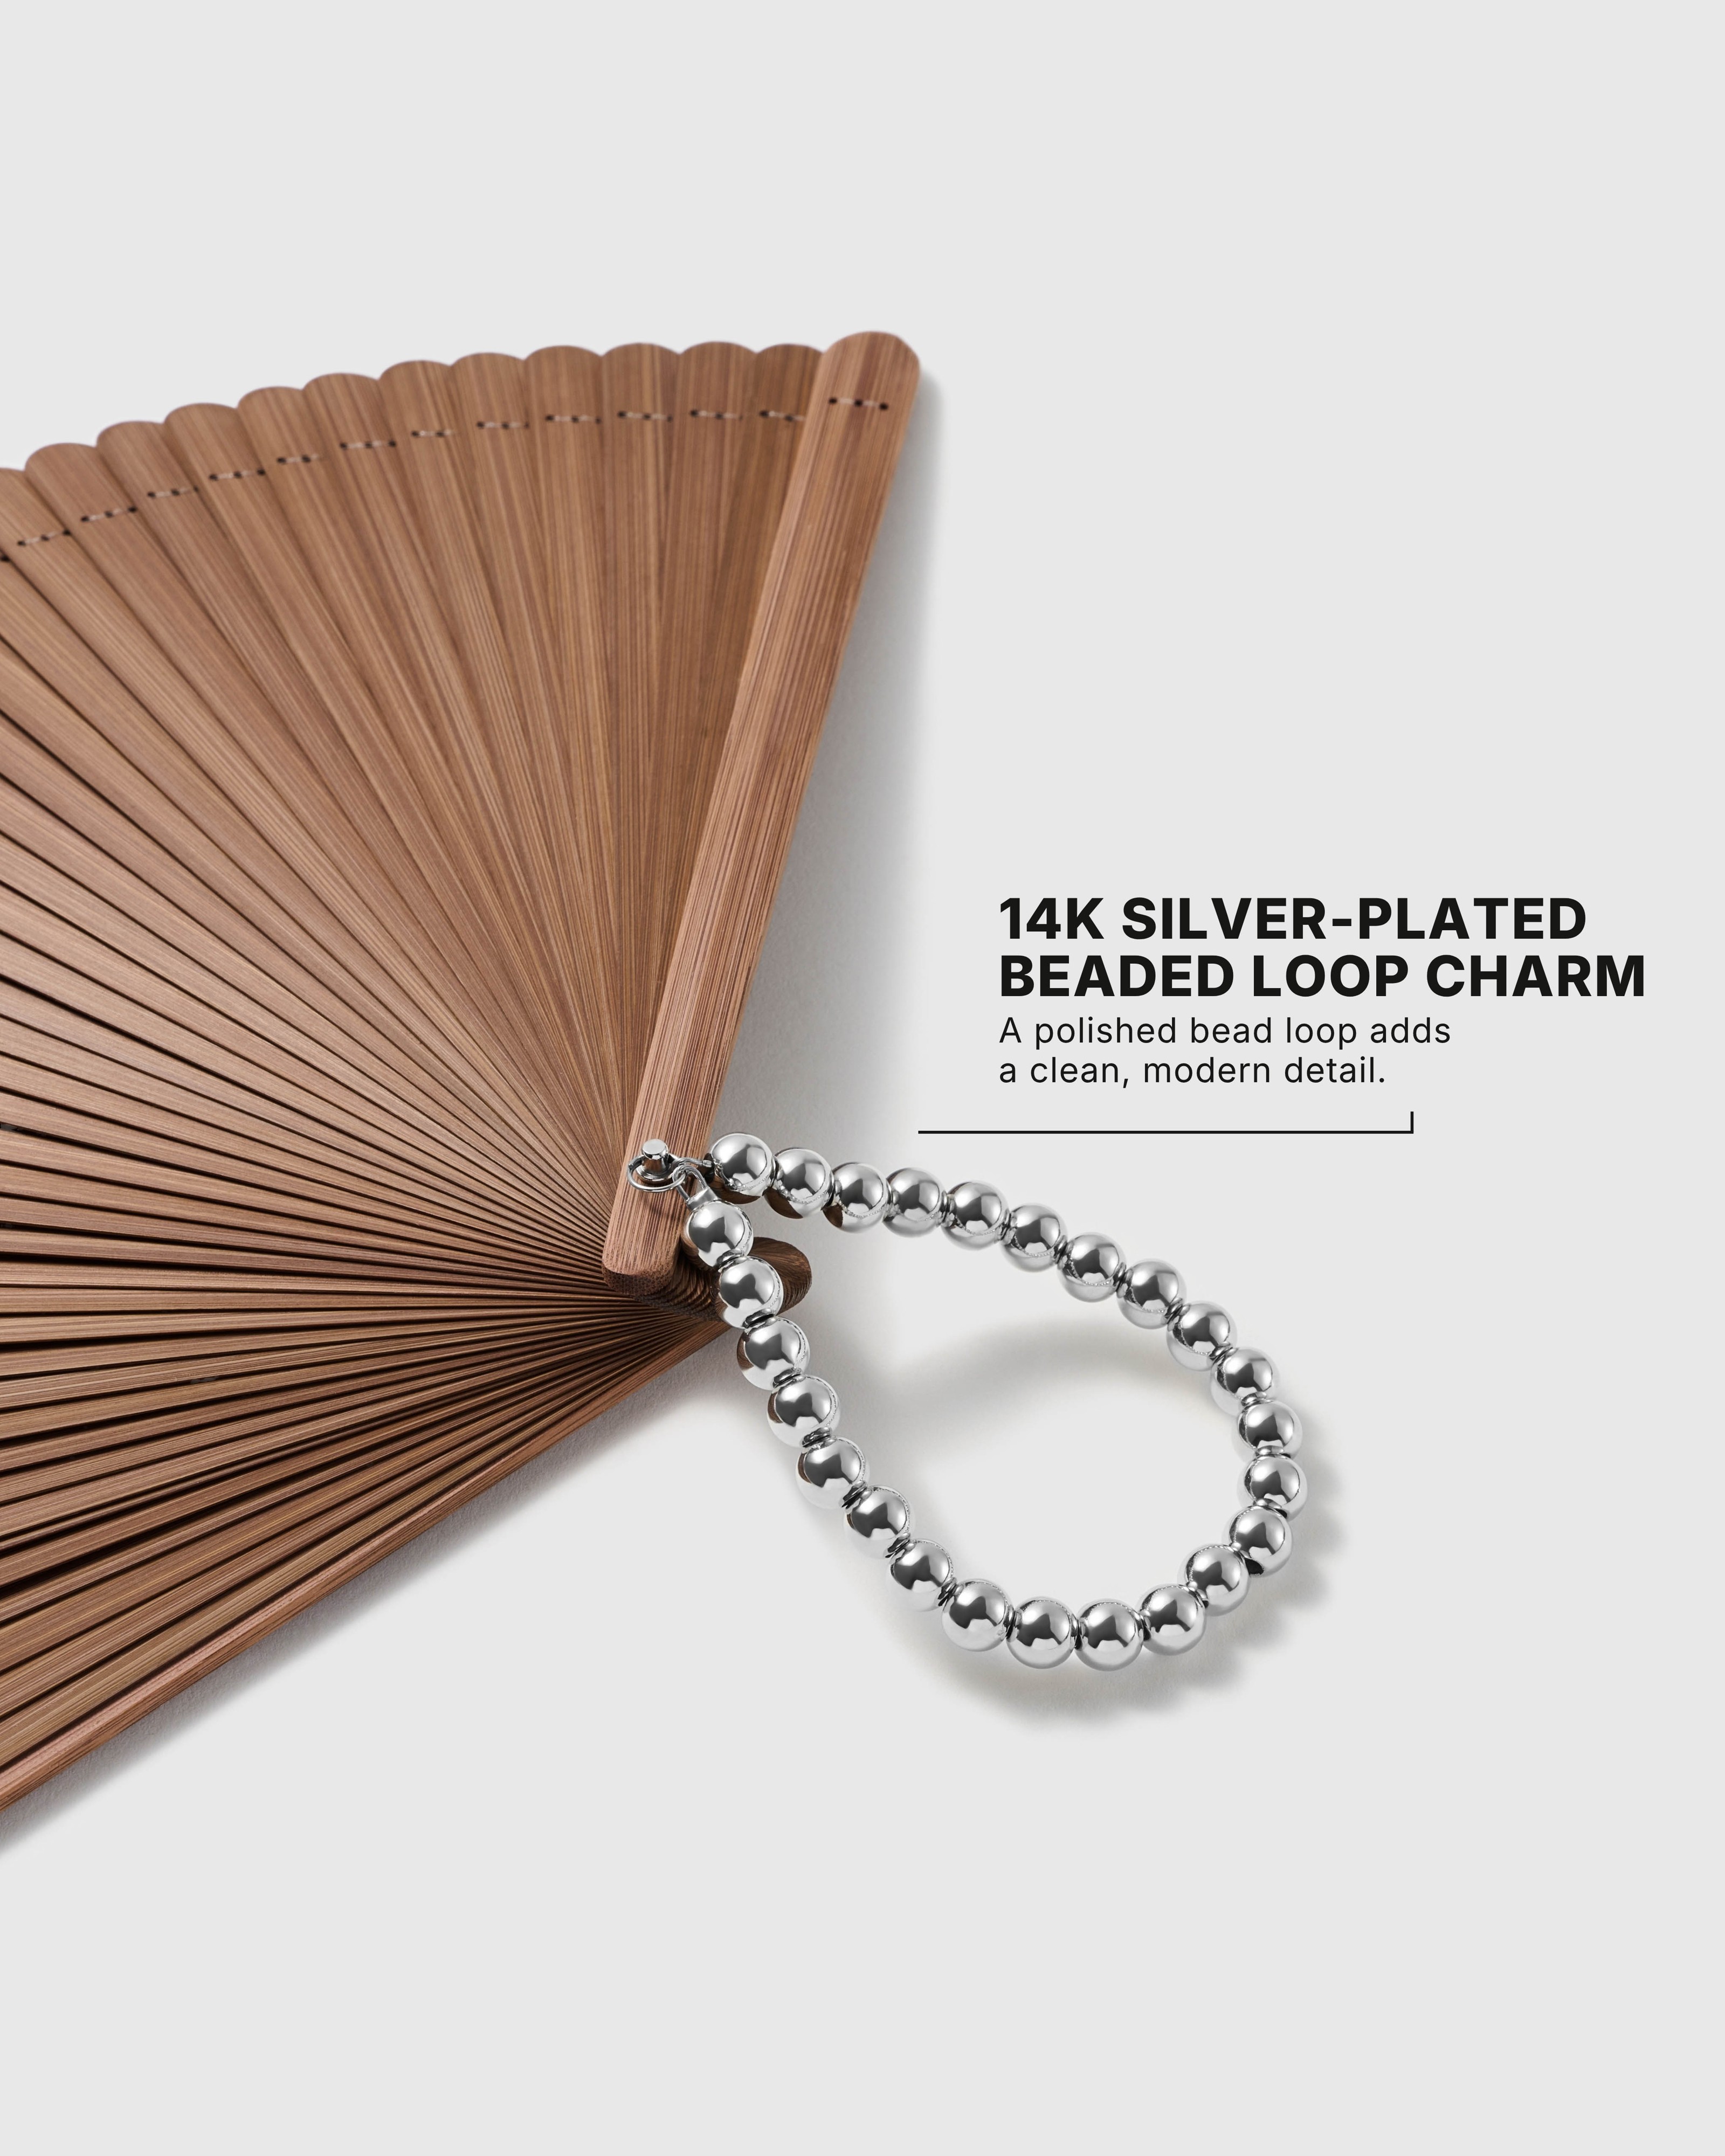 14K SILVER-PLATED
BEADED LOOP CHARM
A polished bead loop adds
a clean, modern detail.